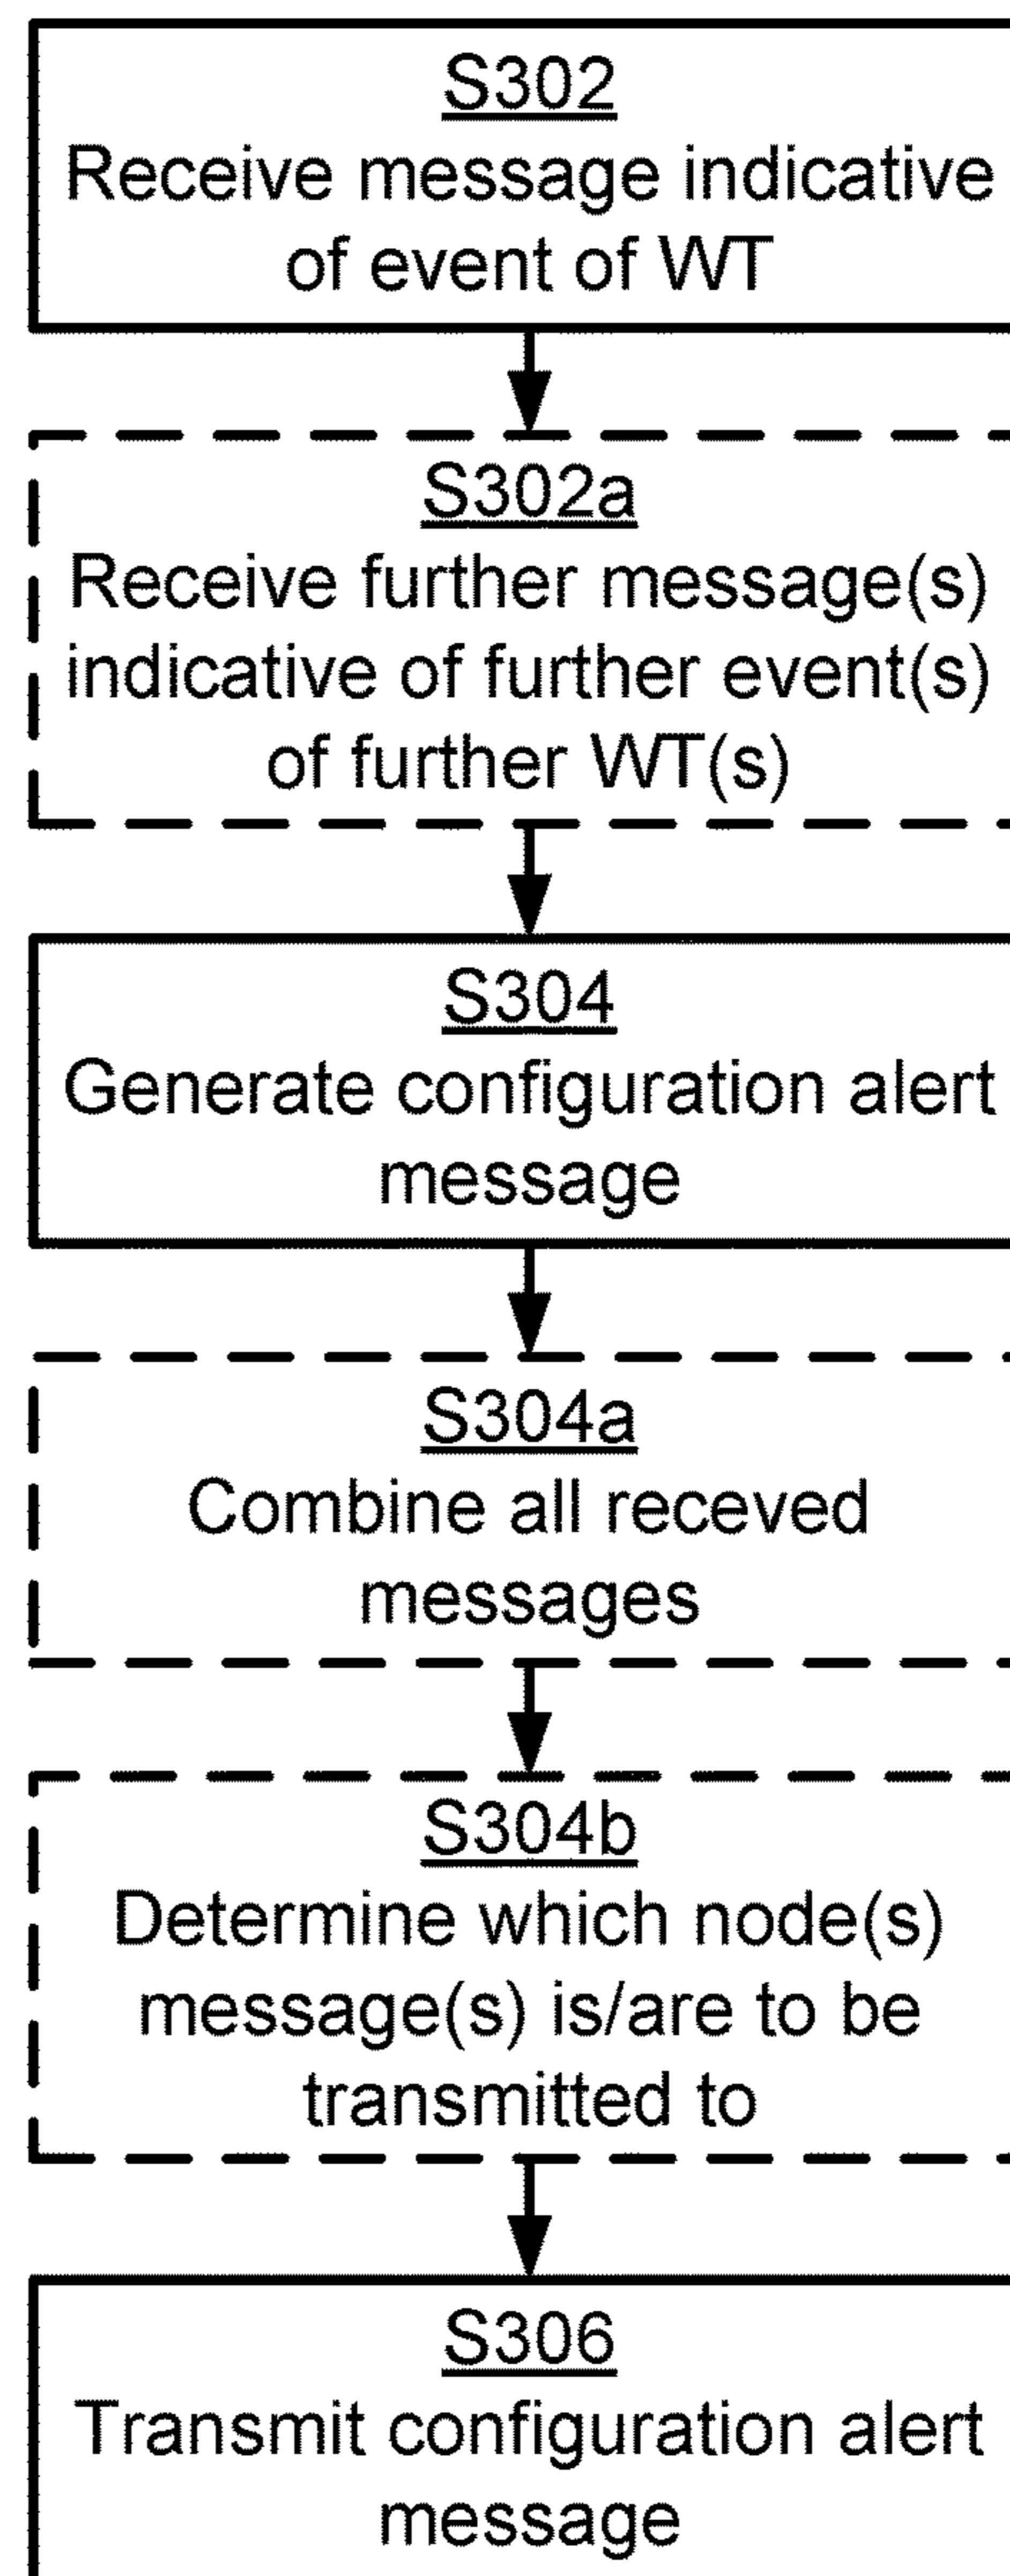 S302
Receive message indicative
of event of WT
S302a
Receive further message(s)
indicative of further event(s)
of further WT(s)
S304
Generate configuration alert
message
S304a
Combine all receved
messages
S304b
Determine which node(s)
message(s) is/are to be
transmitted to
S306
Transmit configuration alert
message